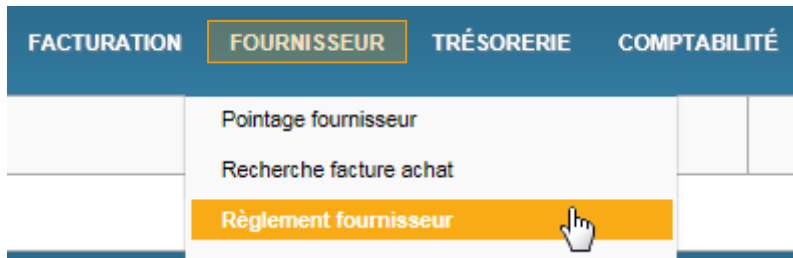 FACTURATION FOURNISSEUR TRÉSORERIE COMPTABILITÉ
Pointage fournisseur
Recherche facture achat
Règlement fournisseur